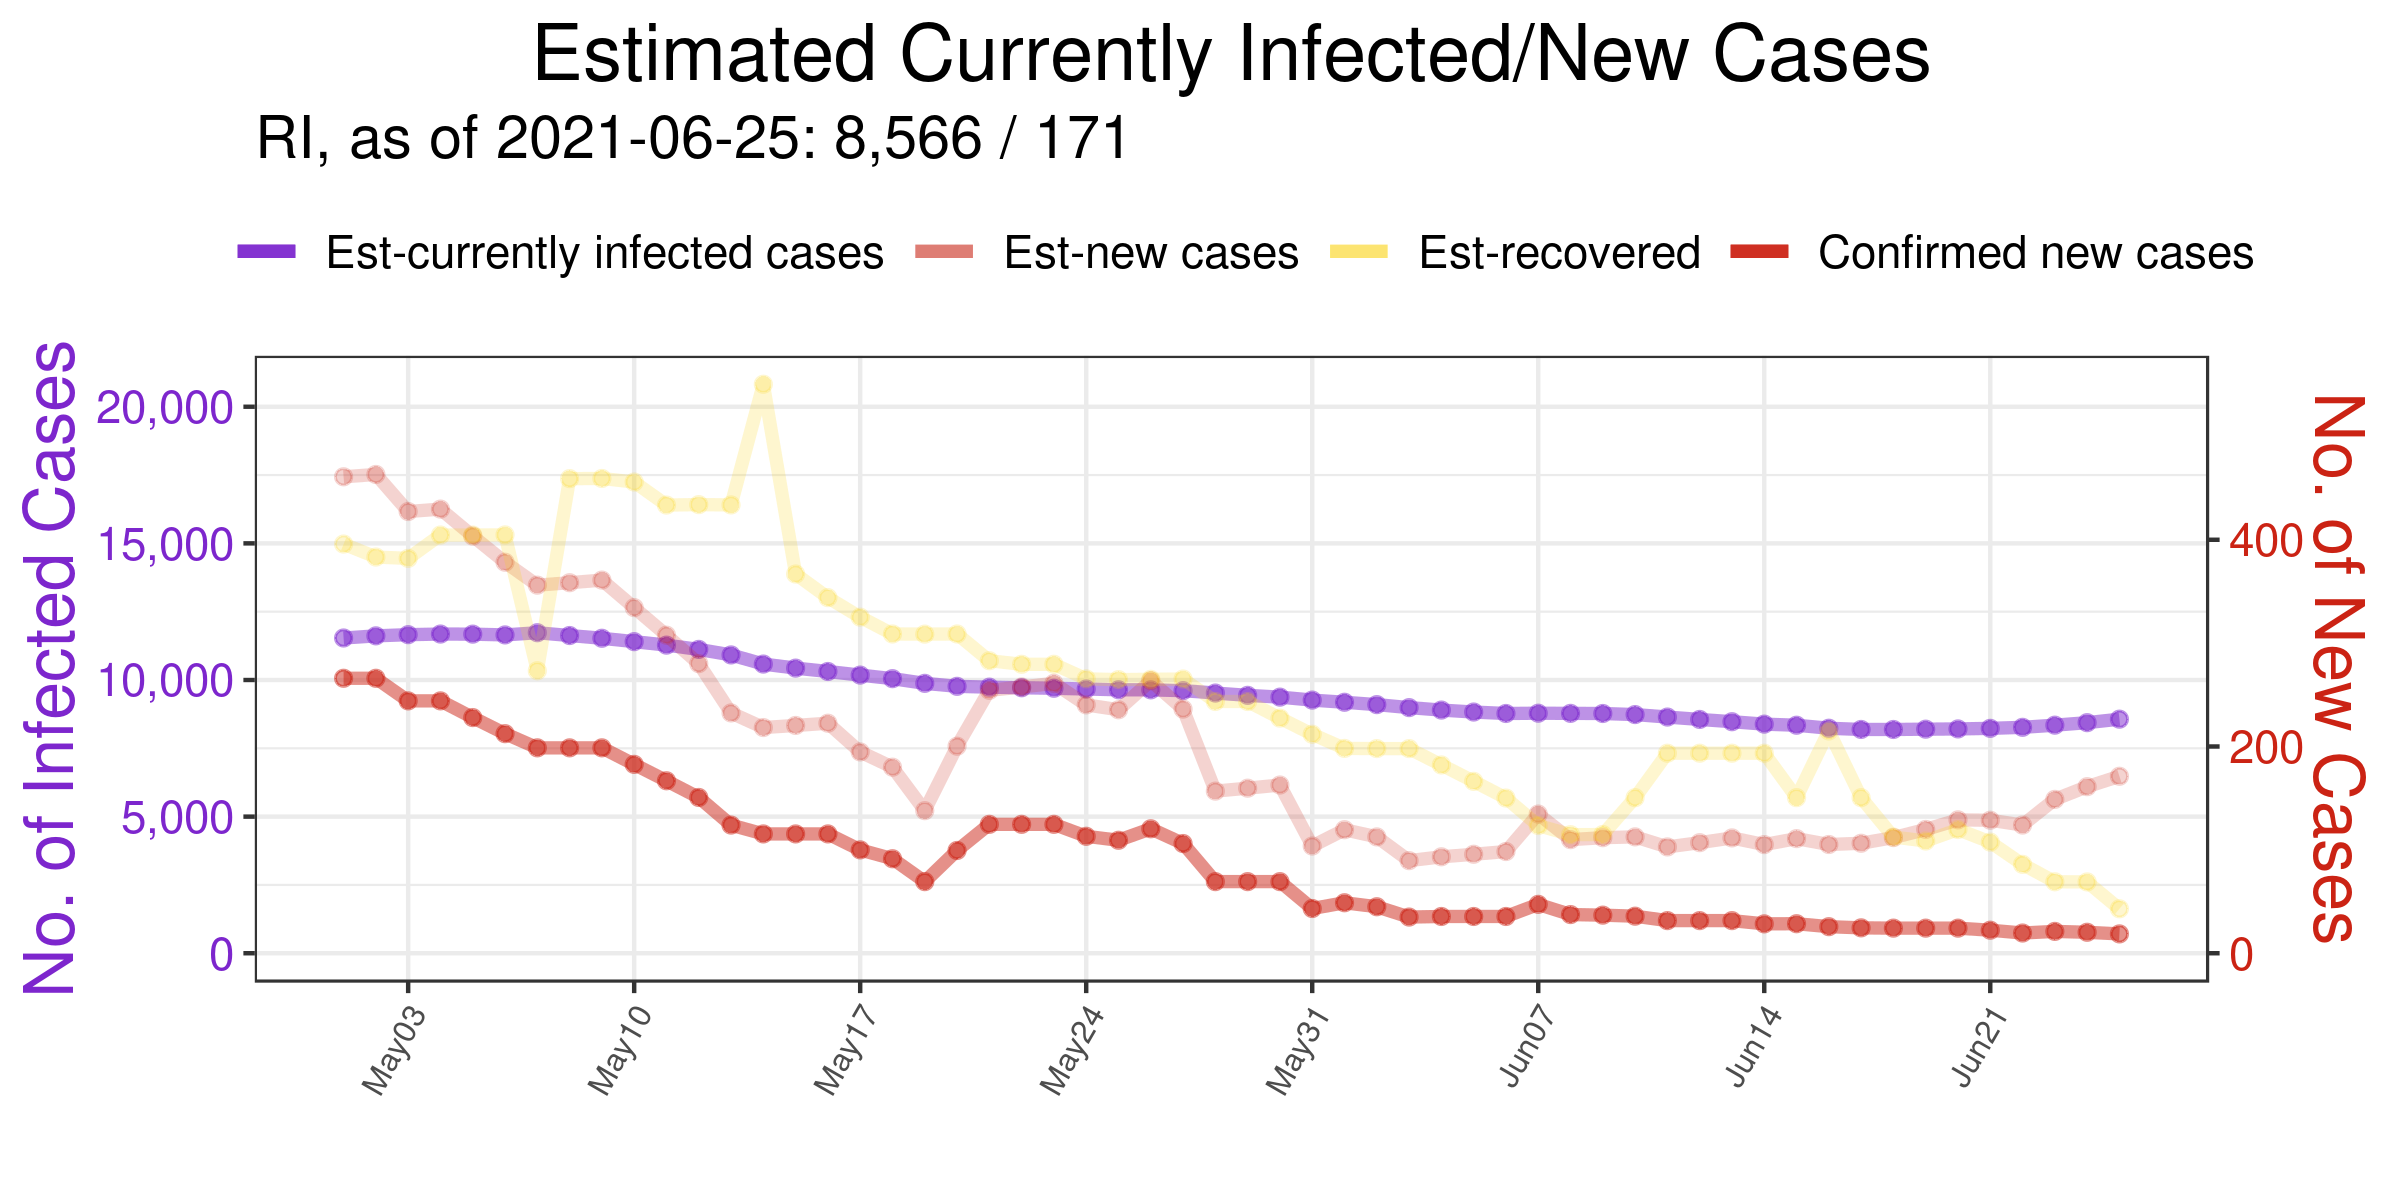 Estimated Currently Infected/New Cases
RI, as of 2021-06-25: 8,566 / 171
Est-currently infected cases Est-new cases Est-recovered Confirmed new cases
No. of Infected Cases
20,000
15,000
10,000
5,000
0
400
200
0
No. of New Cases
May03 May10 May17 May24 May31 Jun07 Jun14 Jun21